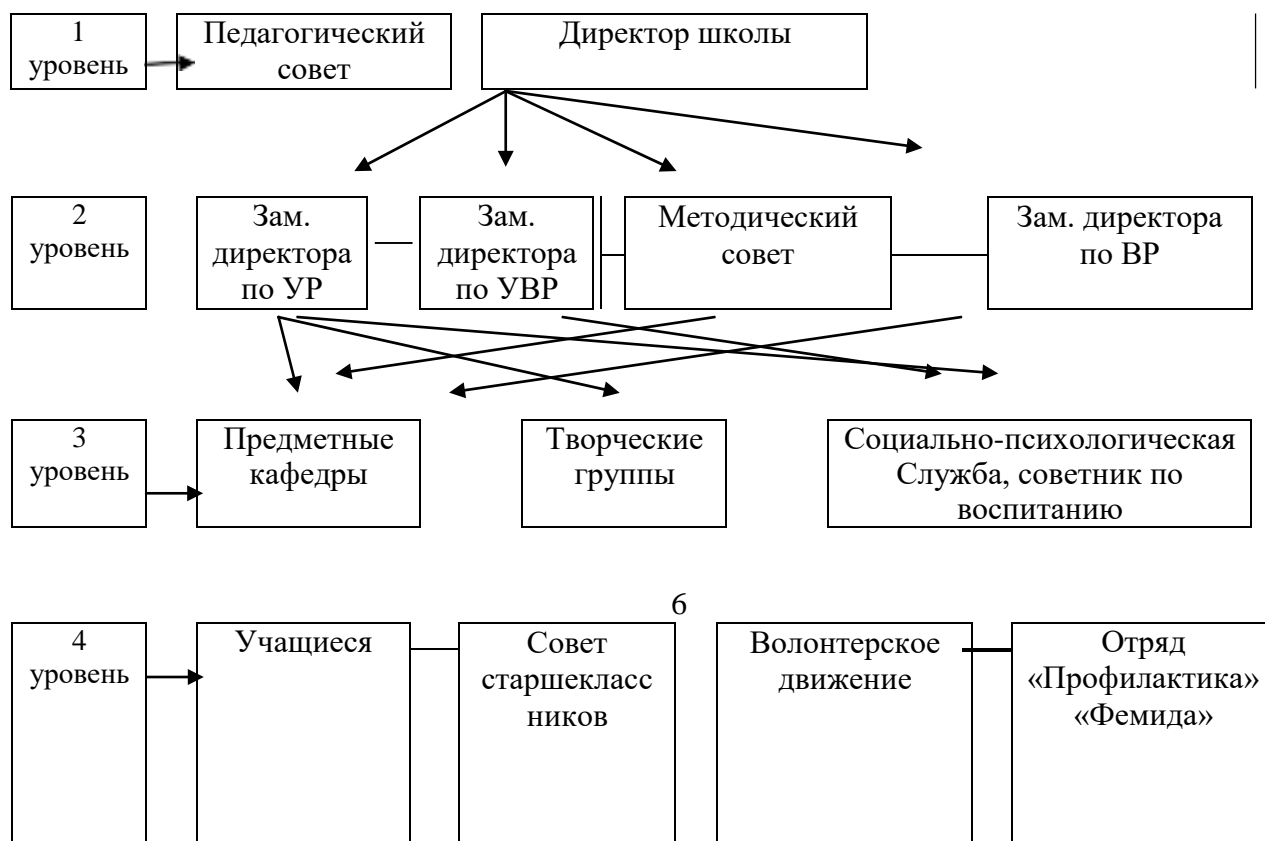 1
уровень
Педагогический
совет
Директор школы
2
уровень
Зам.
директора
по УР
Зам.
директора
по УВР
Методический
совет
Зам. директора
по ВР
3
уровень
Предметные
кафедры
Творческие
группы
Социально-психологическая
Служба, советник по
воспитанию
6
4
уровень
Учащиеся
Совет
старшекласс
ников
Волонтерское
движение
Отряд
«Профилактика»
«Фемида»